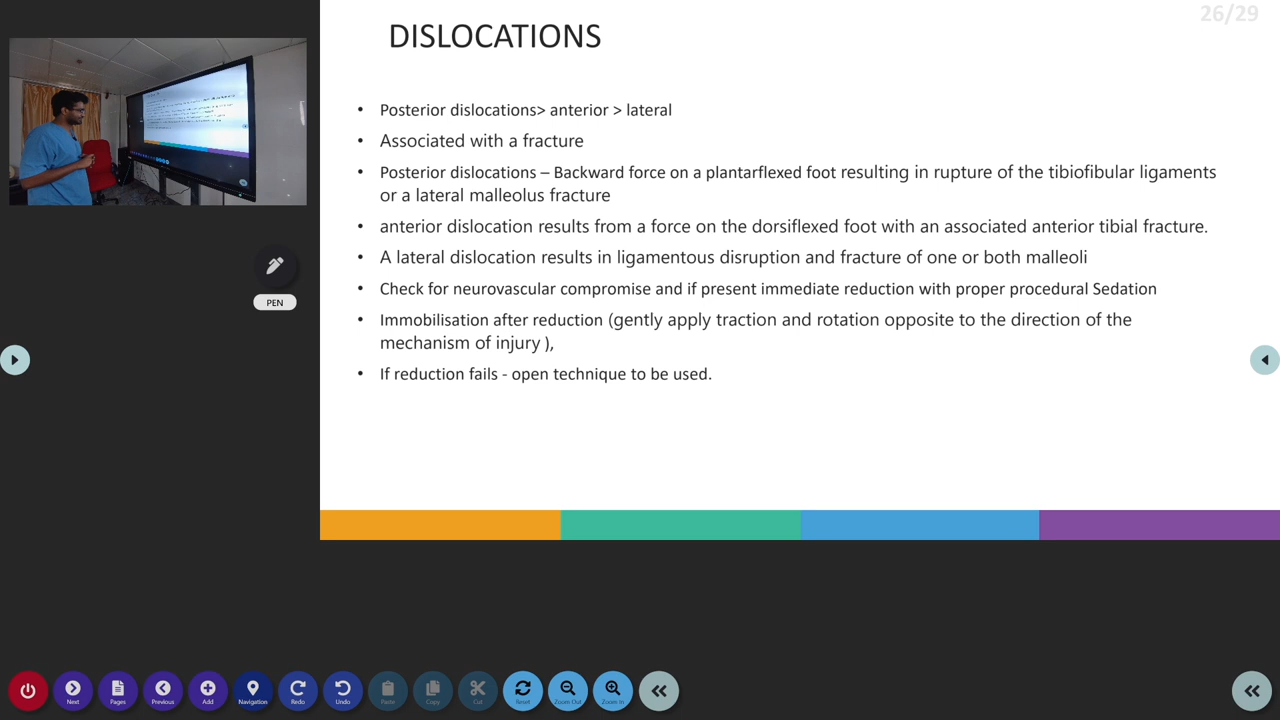 26/29
DISLOCATIONS
• Posterior dislocations> anterior > lateral
• Associated with a fracture
• Posterior dislocations – Backward force on a plantarflexed foot resulting in rupture of the tibiofibular ligaments
or a lateral malleolus fracture
• anterior dislocation results from a force on the dorsiflexed foot with an associated anterior tibial fracture.
• A lateral dislocation results in ligamentous disruption and fracture of one or both malleoli
• Check for neurovascular compromise and if present immediate reduction with proper procedural Sedation
• Immobilisation after reduction (gently apply traction and rotation opposite to the direction of the
mechanism of injury ),
• If reduction fails - open technique to be used.
PEN
Next Pages Previous Add Navigation Redo Undo Paste Copy Cut Reset Zoom Out Zoom In